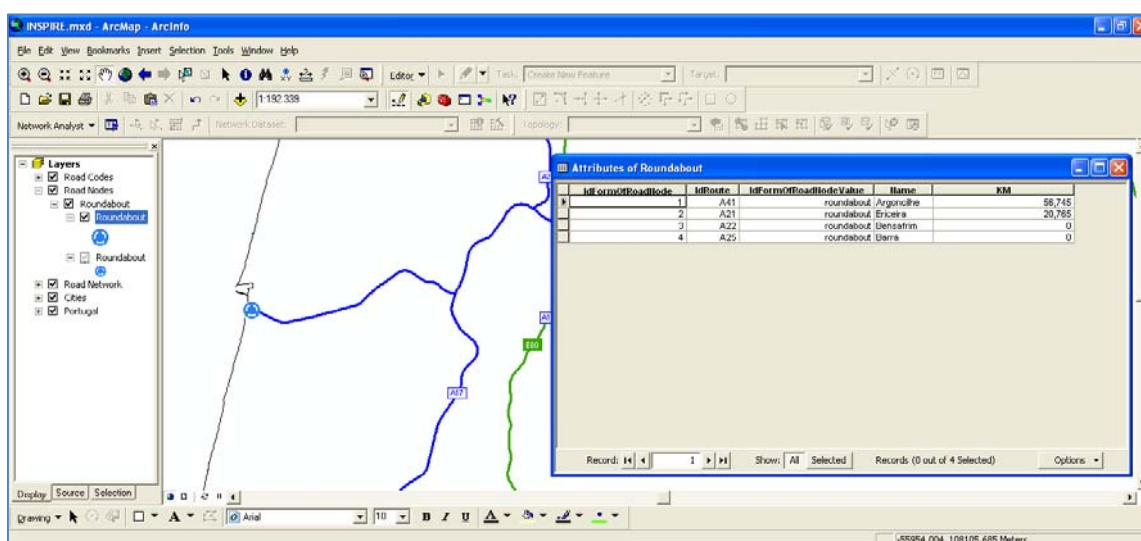 INSPIRE.mxd - ArcMap - ArcInfo
File Edit View Bookmarks Insert Selection Tools Window Help
Editor Task: Create New Feature Target:
1:192.339
Network Analyst Network Dataset: Topology:
Layers
Road Codes
Road Nodes
Roundabout
Roundabout
Roundabout
Road Network
Cities
Portugal
E80
A17
Attributes of Roundabout
IdFormOfRoadNode IdRoute IdFormOfRoadNodeValue Name KM
1 A41 roundabout Argoncilhe 56,745
2 A21 roundabout Ericeira 20,765
3 A22 roundabout Bensafrim 0
4 A25 roundabout Barra 0
Record: 1 Show: All Selected Records (0 out of 4 Selected) Options
Display Source Selection
Drawing A Arial 10 B I U A
-55954,004 108105,685 Meters